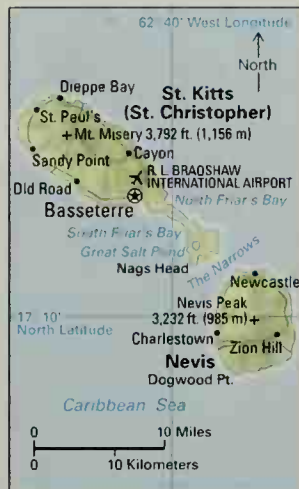 62° 40' West Longitude
North
Dieppe Bay
St. Kitts
(St. Christopher)
St. Paul's
Mt. Misery 3,792 ft. (1,156 m)
Cayon
Sandy Point
R. L. BRADSHAW
INTERNATIONAL AIRPORT
Old Road
North Friar's Bay
Basseterre
South Friar's Bay
Great Salt Pond
Nags Head
The Narrows
Newcastle
Nevis Peak
3,232 ft. (985 m)
17° 10'
North Latitude
Charlestown
Zion Hill
Nevis
Dogwood Pt.
Caribbean Sea
0 10 Miles
0 10 Kilometers